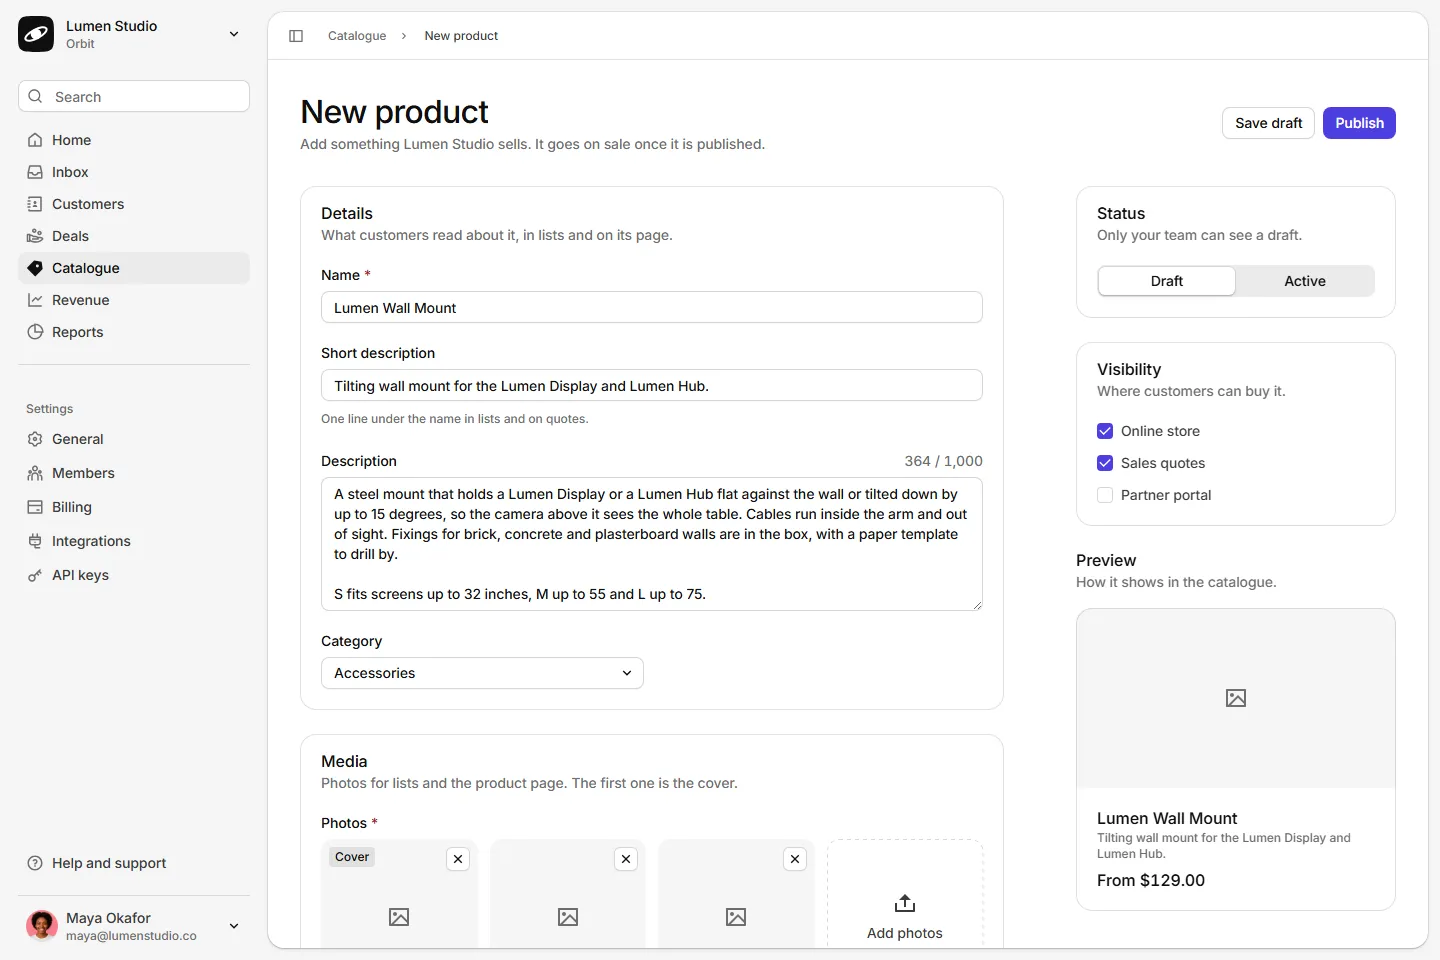 Lumen Studio
Orbit
Search
Home
Inbox
Customers
Deals
Catalogue
Revenue
Reports
Settings
General
Members
Billing
Integrations
API keys
Help and support
Maya Okafor
maya@lumenstudio.co
Catalogue › New product
New product
Add something Lumen Studio sells. It goes on sale once it is published.
Save draft
Publish
Details
What customers read about it, in lists and on its page.
Name *
Lumen Wall Mount
Short description
Tilting wall mount for the Lumen Display and Lumen Hub.
One line under the name in lists and on quotes.
Description 364 / 1,000
A steel mount that holds a Lumen Display or a Lumen Hub flat against the wall or tilted down by
up to 15 degrees, so the camera above it sees the whole table. Cables run inside the arm and out
of sight. Fixings for brick, concrete and plasterboard walls are in the box, with a paper template
to drill by.
S fits screens up to 32 inches, M up to 55 and L up to 75.
Category
Accessories
Media
Photos for lists and the product page. The first one is the cover.
Photos *
Cover
Add photos
Status
Only your team can see a draft.
Draft
Active
Visibility
Where customers can buy it.
Online store
Sales quotes
Partner portal
Preview
How it shows in the catalogue.
Lumen Wall Mount
Tilting wall mount for the Lumen Display and
Lumen Hub.
From $129.00